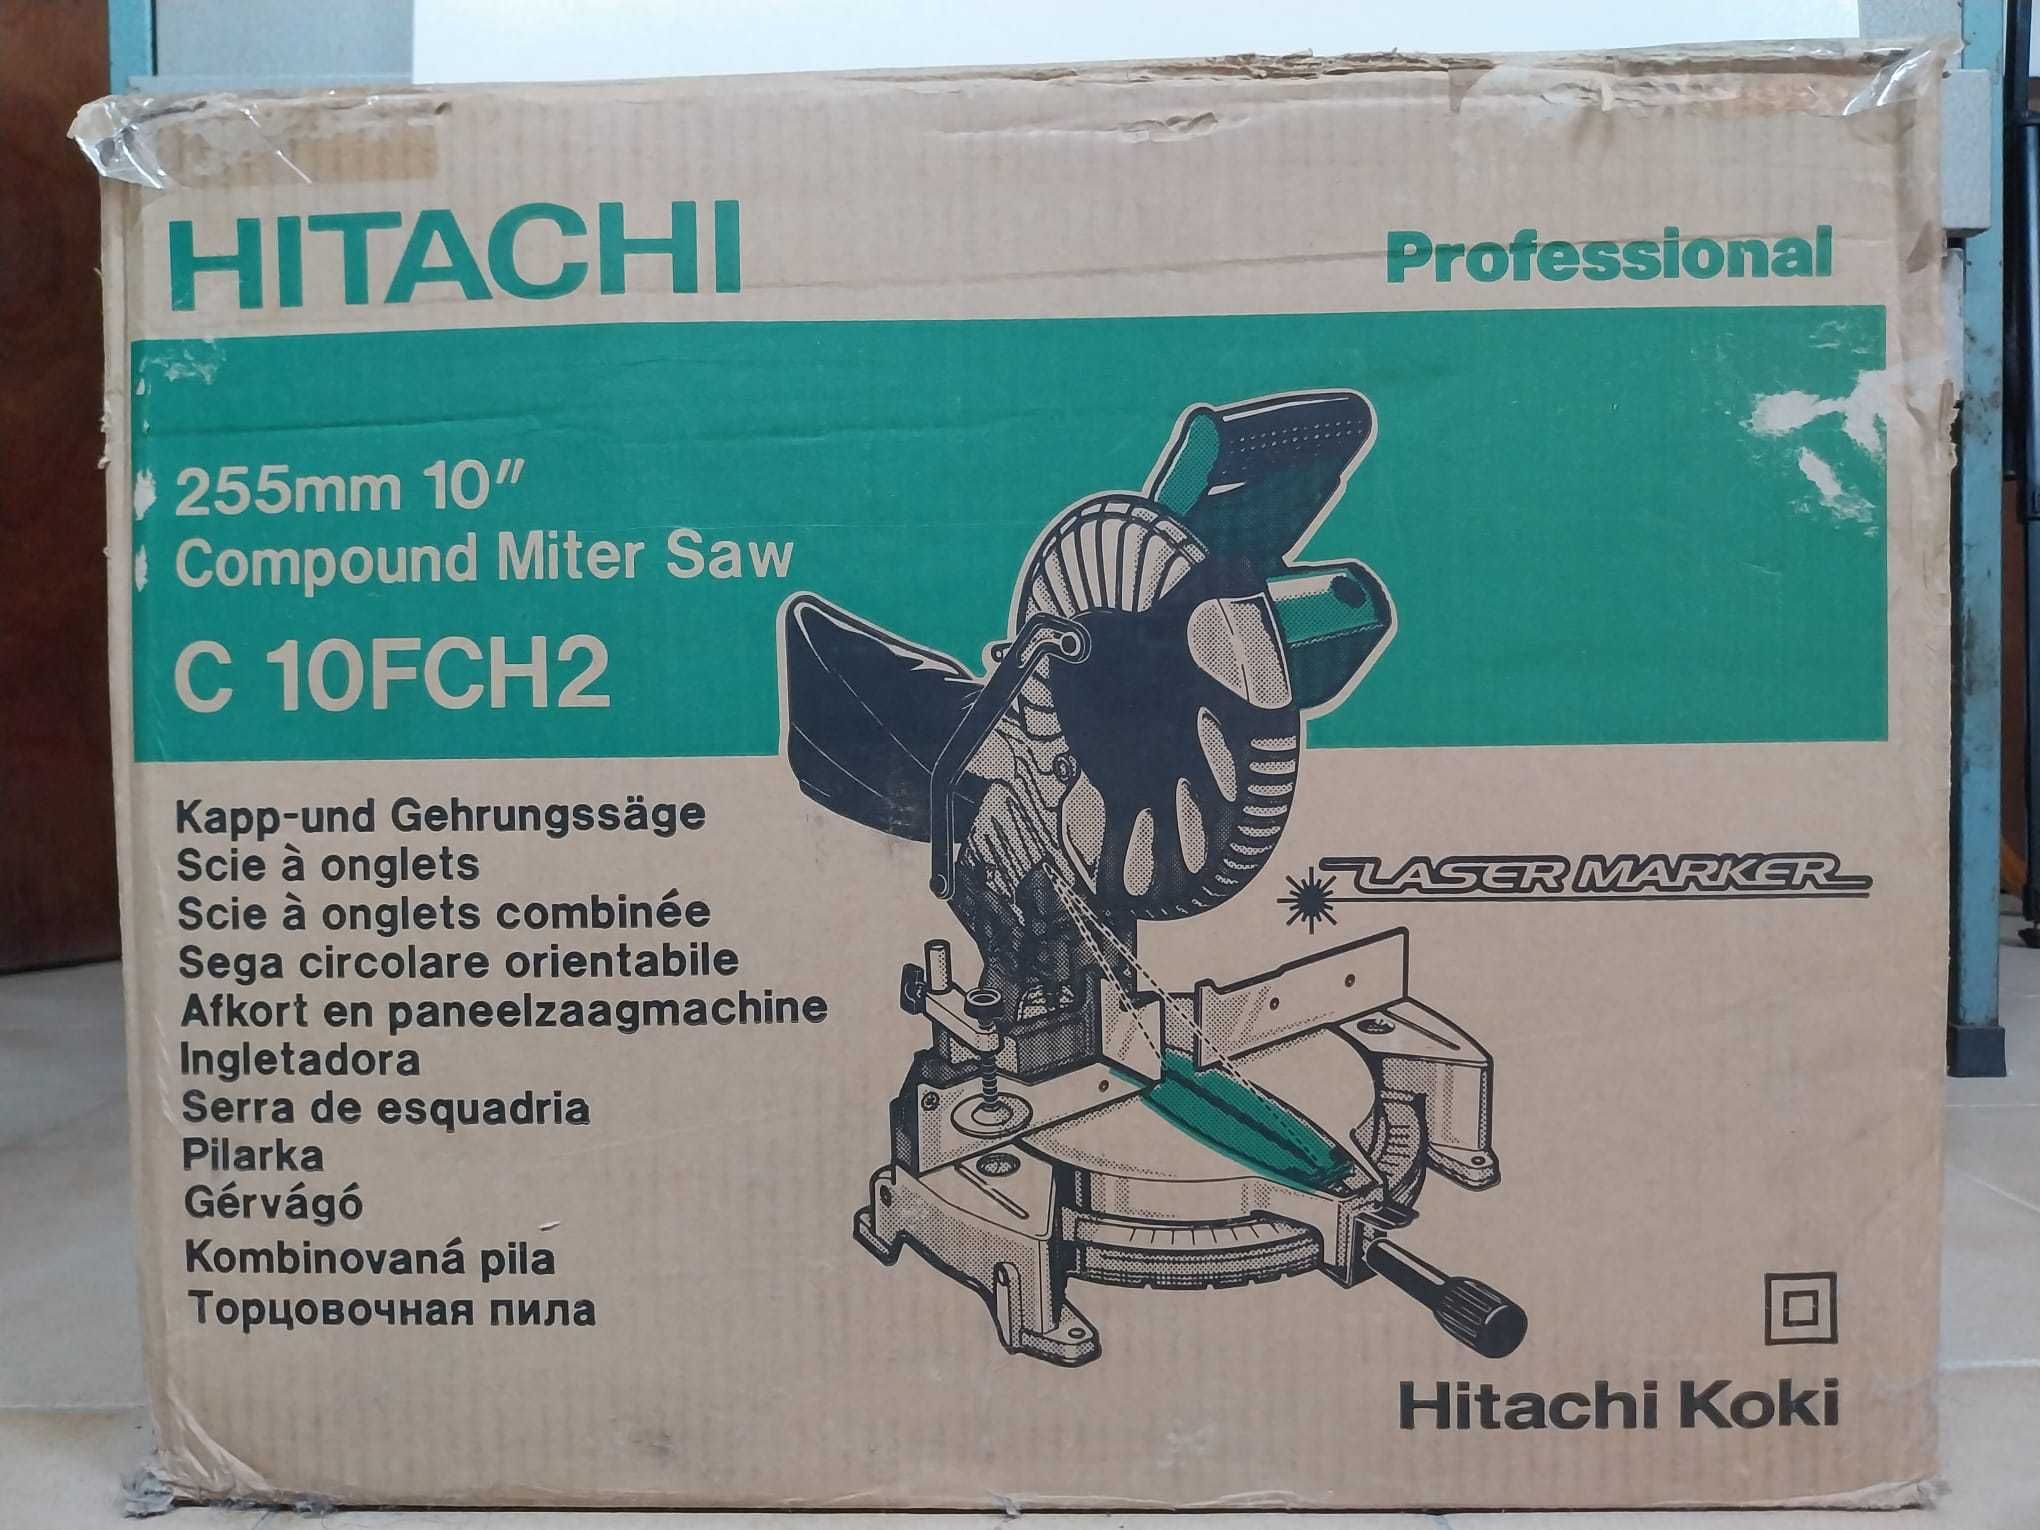 HITACHI
Professional
255mm 10"
Compound Miter Saw
C 10FCH2
Kapp-und Gehrungssäge
Scie à onglets
Scie à onglets combinée
Sega circolare orientabile
Afkort en paneelzaagmachine
Ingletadora
Serra de esquadria
Pilarka
Gérvágó
Kombinovaná pila
Торцовочная пила
LASER MARKER
Hitachi Koki